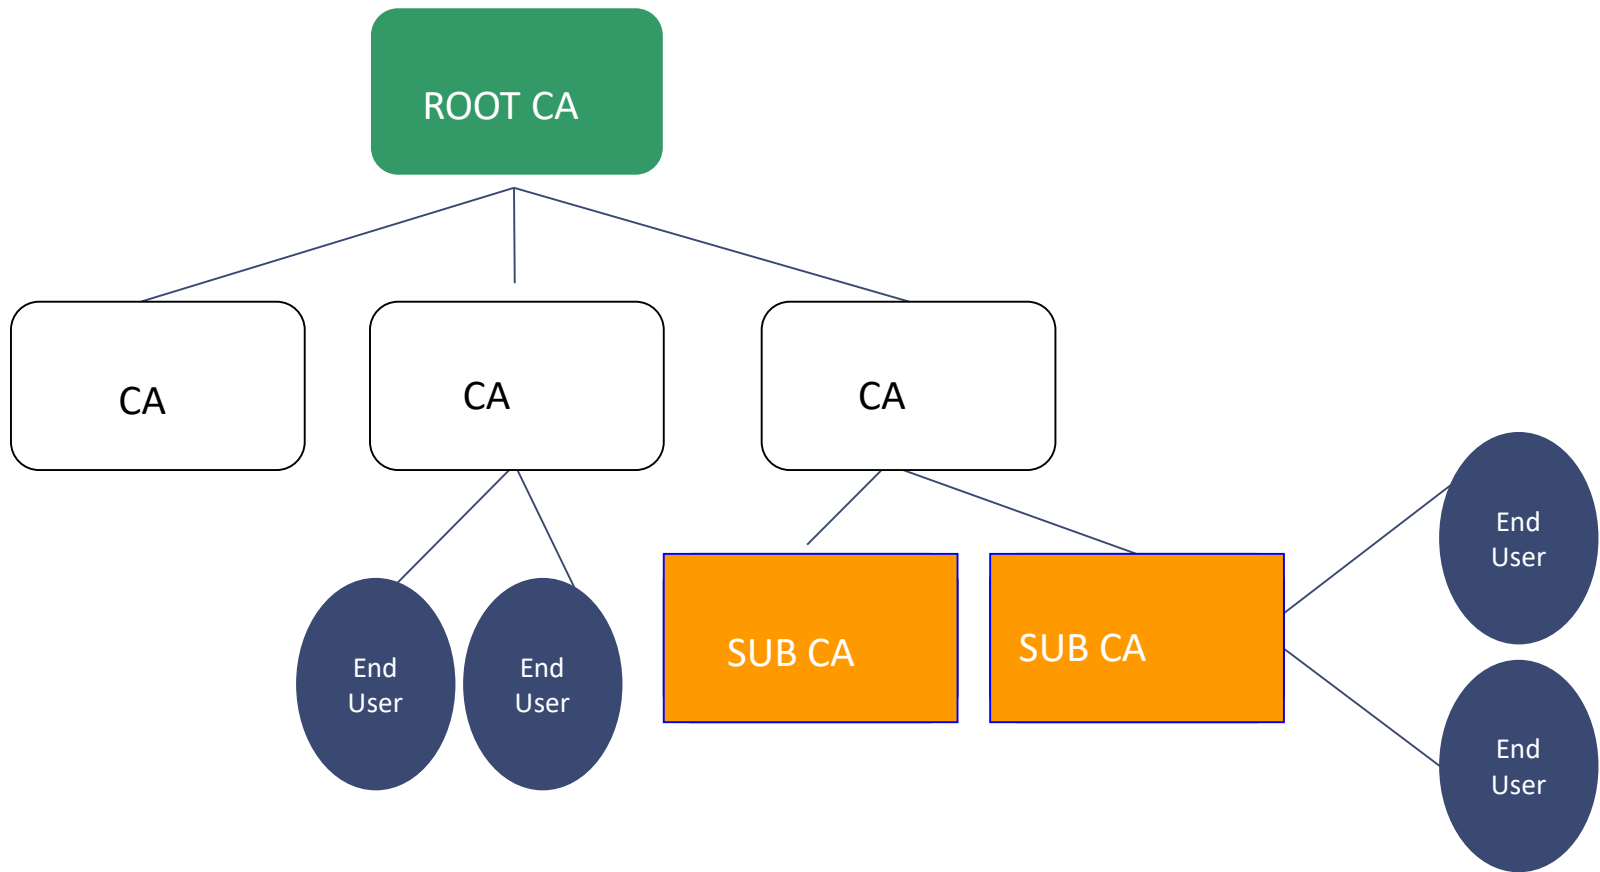 ROOT CA
CA
CA
CA
End
User
End
User
SUB CA
SUB CA
End
User
End
User